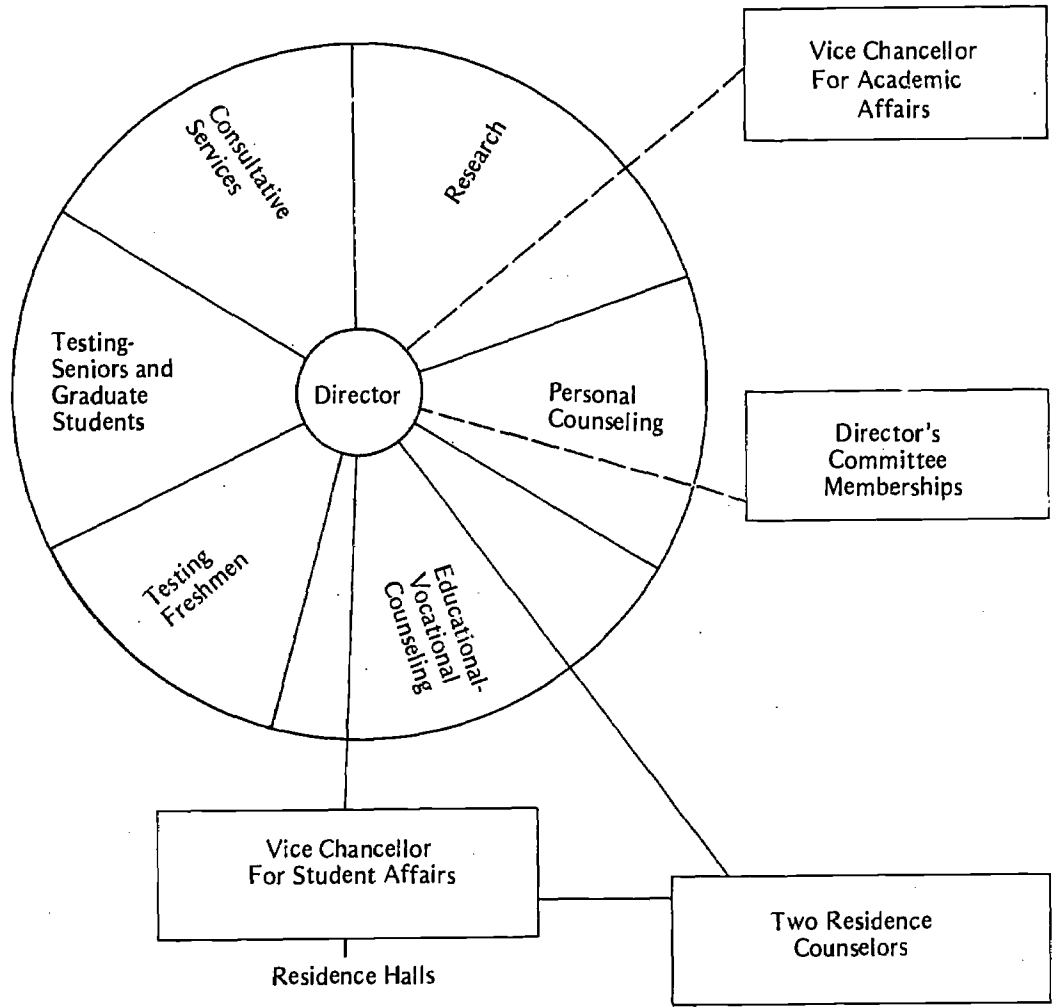 Vice Chancellor
For Academic
Affairs
Consultative
Services
Research
Testing-
Seniors and
Graduate
Students
Director
Personal
Counseling
Director's
Committee
Memberships
Testing
Freshmen
Educational-
Vocational
Counseling
Vice Chancellor
For Student Affairs
Two Residence
Counselors
Residence Halls